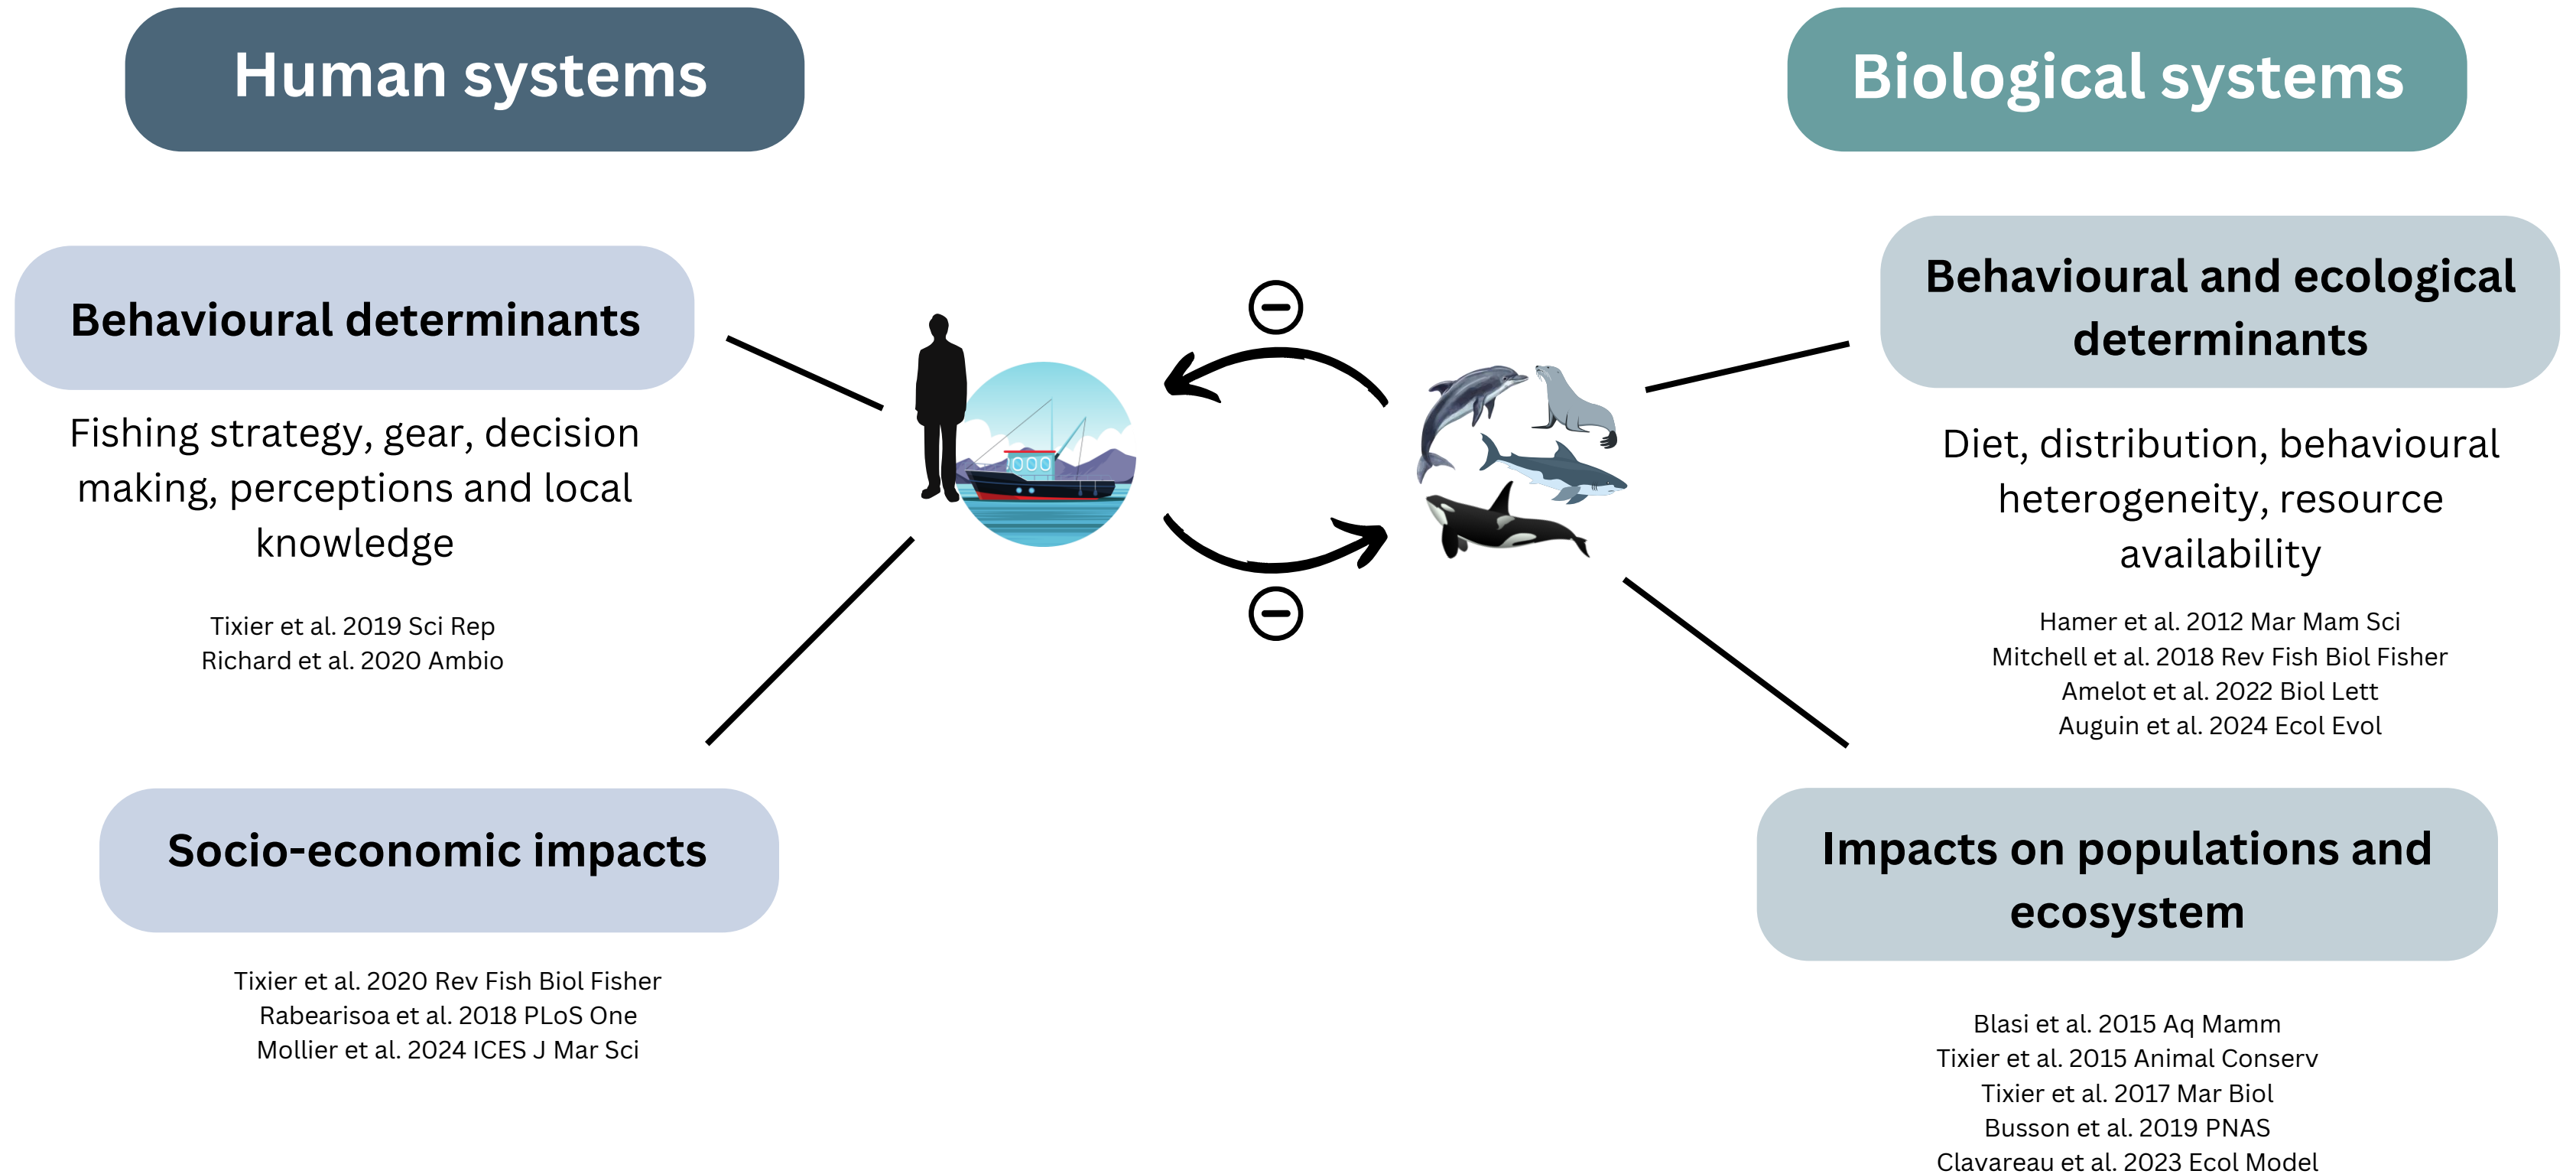 Human systems
Biological systems
Behavioural determinants
Fishing strategy, gear, decision
making, perceptions and local
knowledge
Tixier et al. 2019 Sci Rep
Richard et al. 2020 Ambio
Socio-economic impacts
Tixier et al. 2020 Rev Fish Biol Fisher
Rabearisoa et al. 2018 PLoS One
Mollier et al. 2024 ICES J Mar Sci
Behavioural and ecological
determinants
Diet, distribution, behavioural
heterogeneity, resource
availability
Hamer et al. 2012 Mar Mam Sci
Mitchell et al. 2018 Rev Fish Biol Fisher
Amelot et al. 2022 Biol Lett
Auguin et al. 2024 Ecol Evol
Impacts on populations and
ecosystem
Blasi et al. 2015 Aq Mamm
Tixier et al. 2015 Animal Conserv
Tixier et al. 2017 Mar Biol
Busson et al. 2019 PNAS
Clavareau et al. 2023 Ecol Model